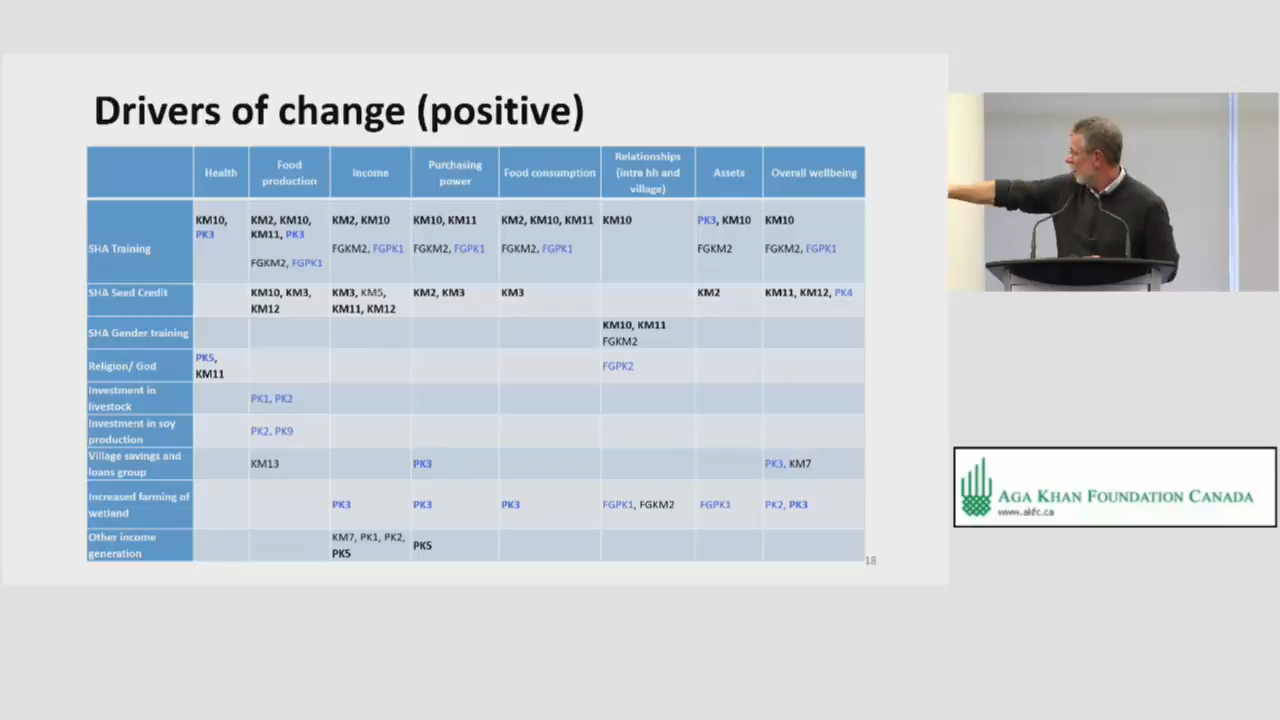 Drivers of change (positive)
Health
Food
production
Income
Purchasing
power
Food consumption
Relationships
(intra hh and
village)
Assets
Overall wellbeing
SHA Training
KM10,
PK3
KM2, KM10,
KM11, PK3
FGKM2, FGPK1
KM2, KM10
FGKM2, FGPK1
KM10, KM11
FGKM2, FGPK1
KM2, KM10, KM11
FGKM2, FGPK1
KM10
PK3, KM10
FGKM2
KM10
FGKM2, FGPK1
SHA Seed Credit
KM10, KM3,
KM12
KM3, KM5,
KM11, KM12
KM2, KM3
KM3
KM2
KM11, KM12, PK4
SHA Gender training
KM10, KM11
FGKM2
Religion/ God
PK5,
KM11
FGPK2
Investment in
livestock
PK1, PK2
Investment in soy
production
PK2, PK9
Village savings and
loans group
KM13
PK3
PK3, KM7
Increased farming of
wetland
PK3
PK3
PK3
FGPK1, FGKM2
FGPK1
PK2, PK3
Other income
generation
KM7, PK1, PK2,
PK5
PK5
18
AGA KHAN FOUNDATION CANADA
www.akfc.ca